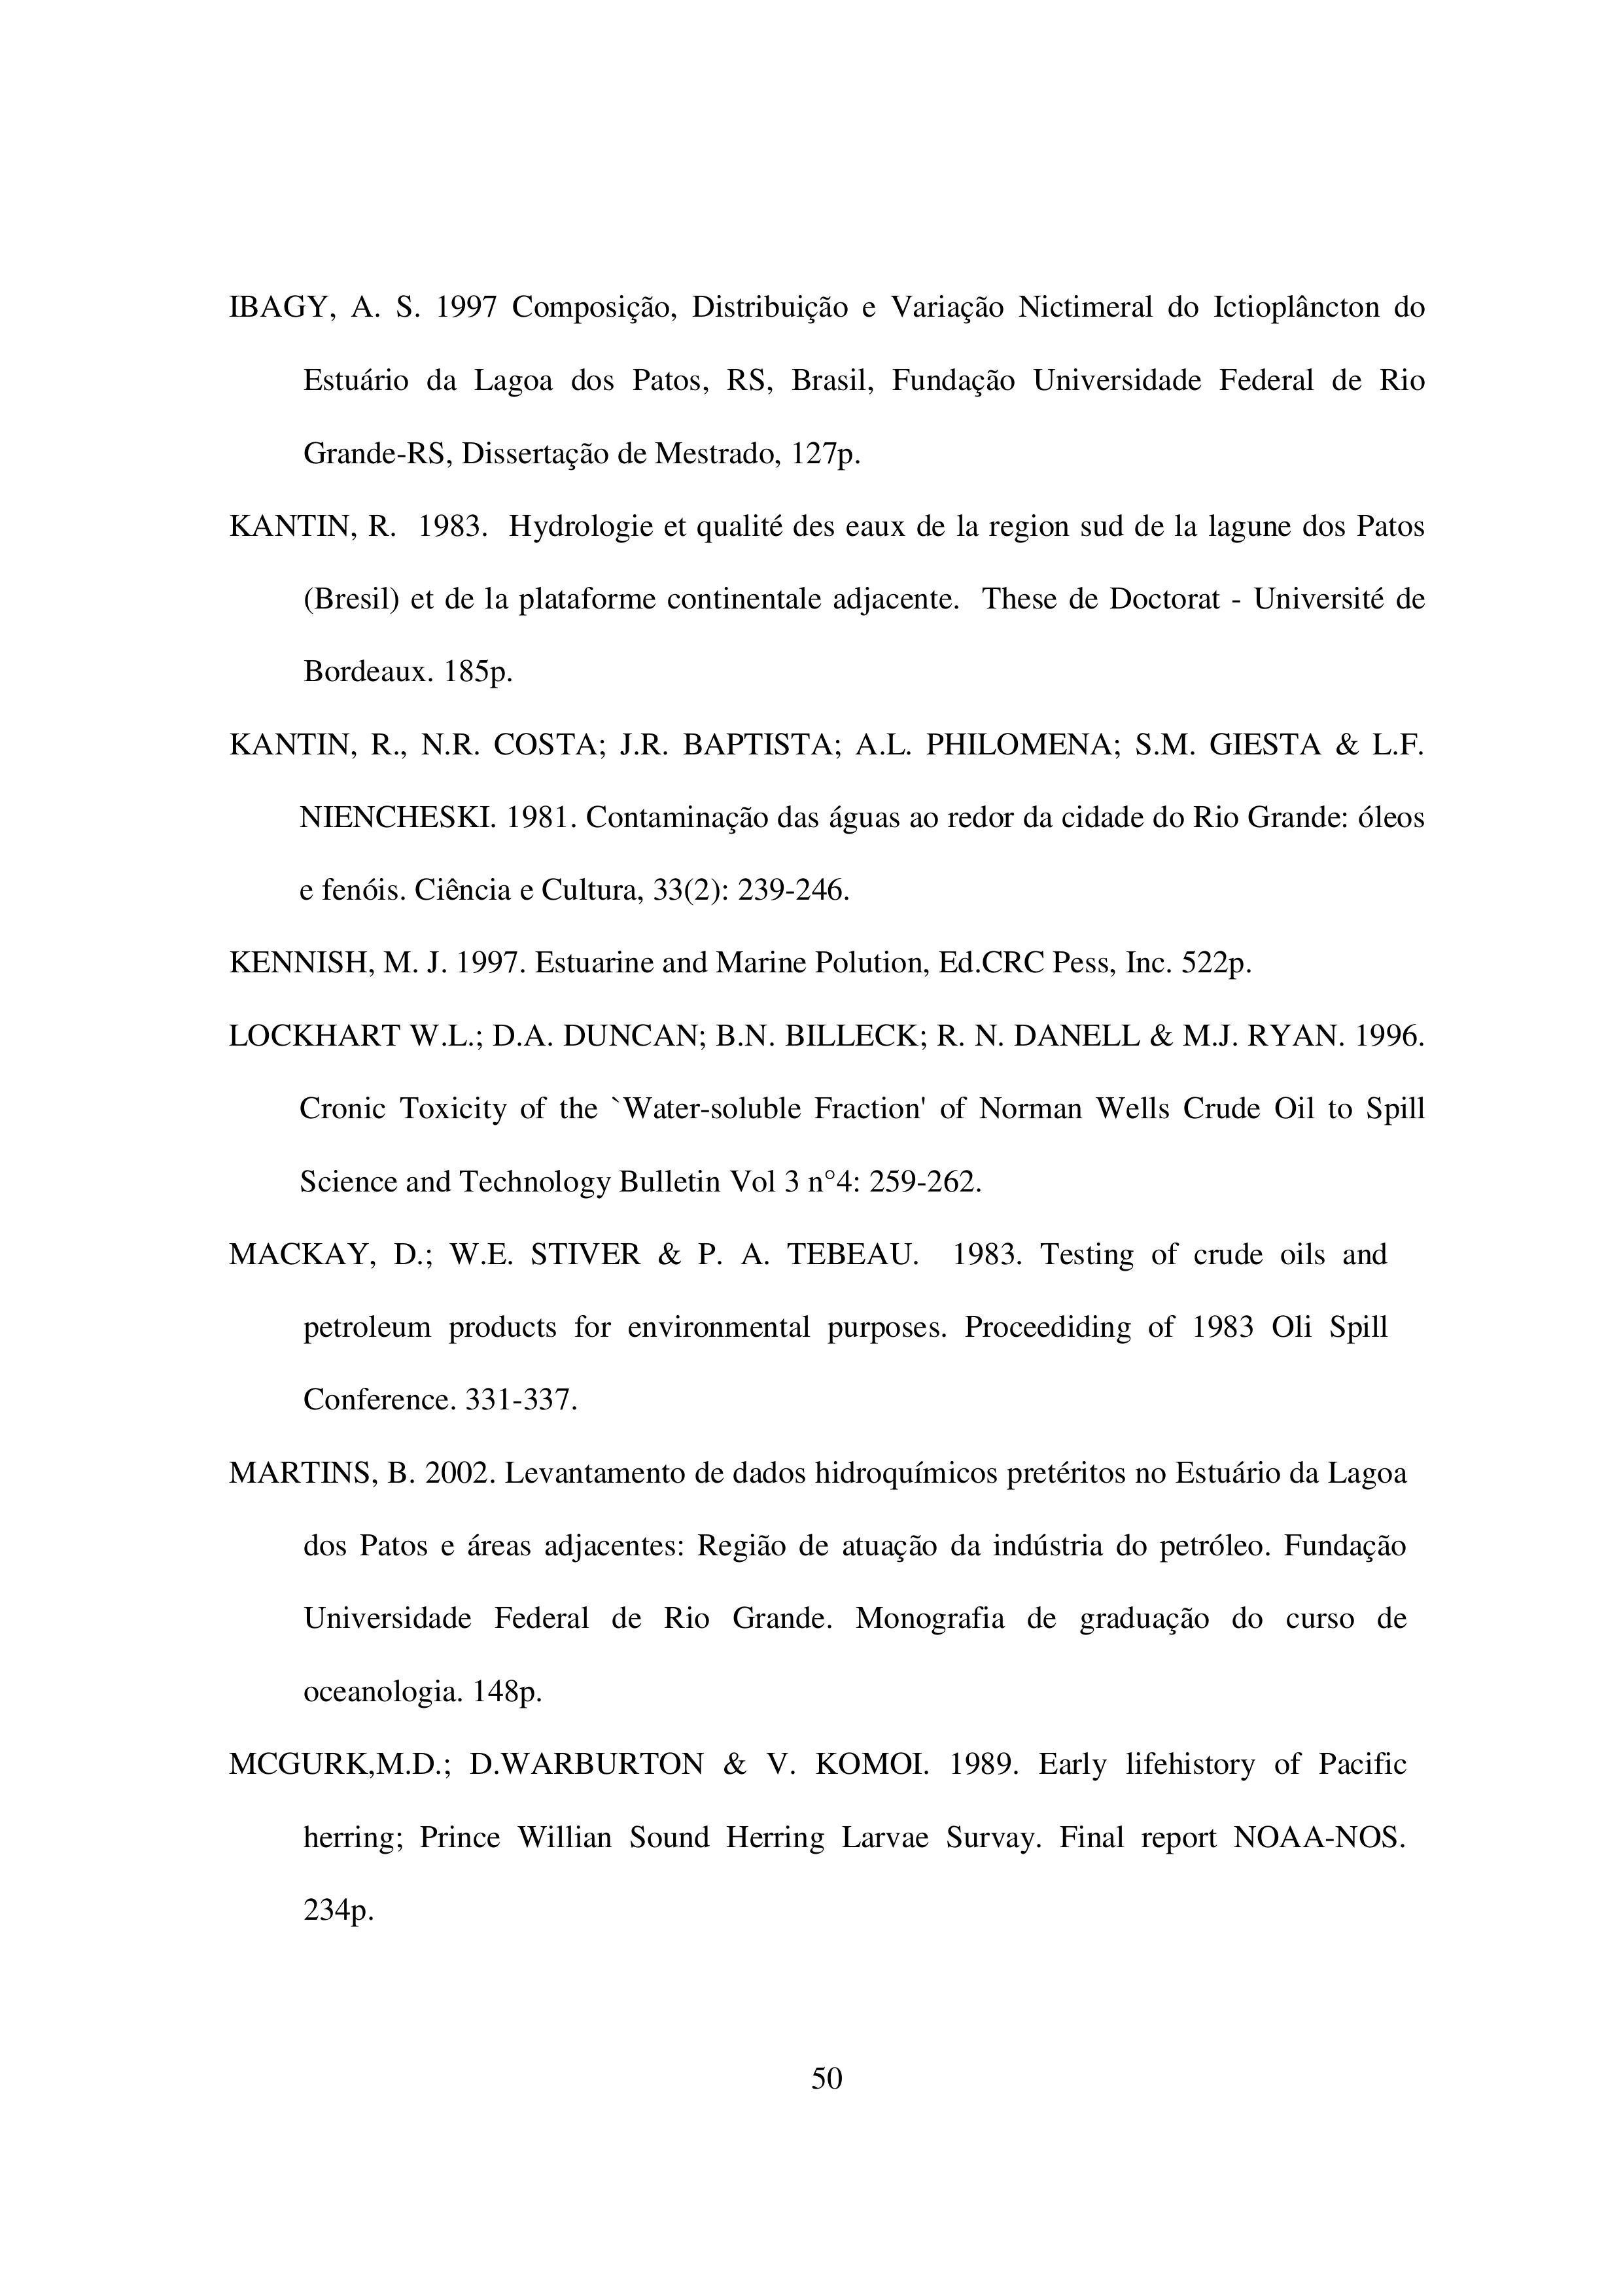 IBAGY, A. S. 1997 Composição, Distribuição e Variação Nictimeral do Ictioplâncton do
Estuário da Lagoa dos Patos, RS, Brasil, Fundação Universidade Federal de Rio
Grande-RS, Dissertação de Mestrado, 127p.
KANTIN, R.  1983.  Hydrologie et qualité des eaux de la region sud de la lagune dos Patos
(Bresil) et de la plataforme continentale adjacente.  These de Doctorat - Université de
Bordeaux. 185p.
KANTIN, R., N.R. COSTA; J.R. BAPTISTA; A.L. PHILOMENA; S.M. GIESTA & L.F.
NIENCHESKI. 1981. Contaminação das águas ao redor da cidade do Rio Grande: óleos
e fenóis. Ciência e Cultura, 33(2): 239-246.
KENNISH, M. J. 1997. Estuarine and Marine Polution, Ed.CRC Pess, Inc. 522p.
LOCKHART W.L.; D.A. DUNCAN; B.N. BILLECK; R. N. DANELL & M.J. RYAN. 1996.
Cronic Toxicity of the `Water-soluble Fraction' of Norman Wells Crude Oil to Spill
Science and Technology Bulletin Vol 3 n°4: 259-262.
MACKAY, D.; W.E. STIVER & P. A. TEBEAU.  1983. Testing of crude oils and
petroleum products for environmental purposes. Proceediding of 1983 Oli Spill
Conference. 331-337.
MARTINS, B. 2002. Levantamento de dados hidroquímicos pretéritos no Estuário da Lagoa
dos Patos e áreas adjacentes: Região de atuação da indústria do petróleo. Fundação
Universidade Federal de Rio Grande. Monografia de graduação do curso de
oceanologia. 148p.
MCGURK,M.D.; D.WARBURTON & V. KOMOI. 1989. Early lifehistory of Pacific
herring; Prince Willian Sound Herring Larvae Survay. Final report NOAA-NOS.
234p.
50